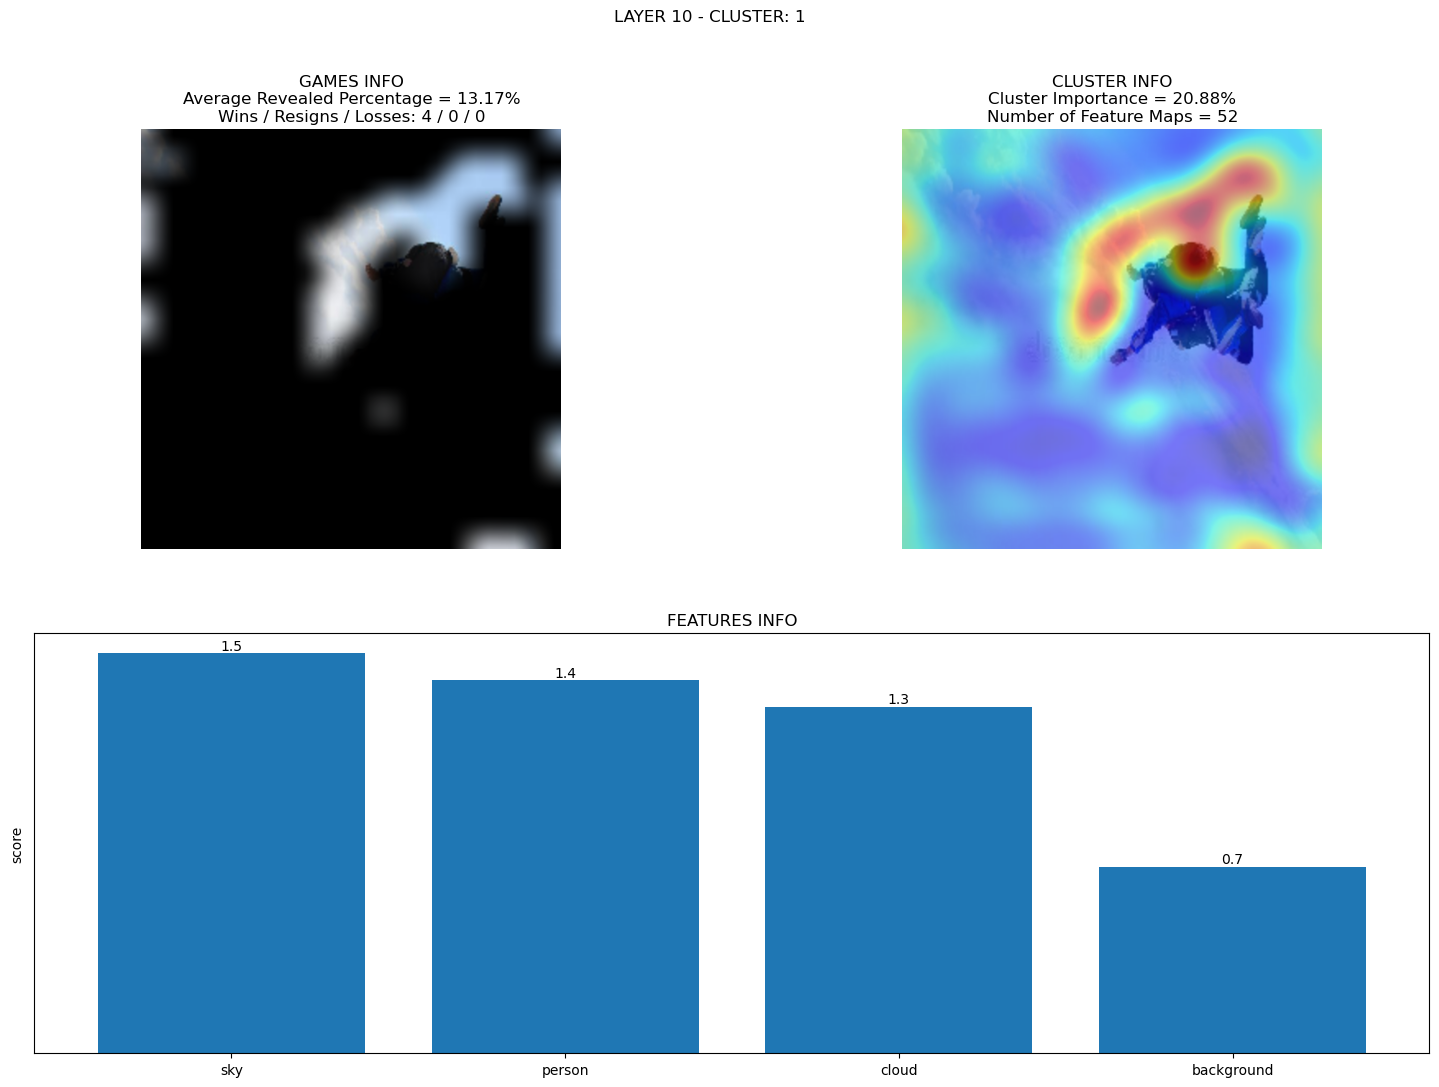 LAYER 10 - CLUSTER: 1
GAMES INFO
Average Revealed Percentage = 13.17%
Wins / Resigns / Losses: 4 / 0 / 0
CLUSTER INFO
Cluster Importance = 20.88%
Number of Feature Maps = 52
FEATURES INFO
score
1.5
1.4
1.3
0.7
sky
person
cloud
background